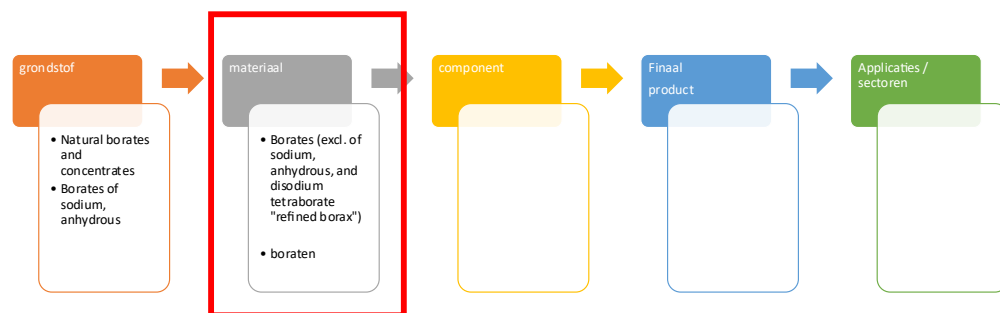 grondstof
• Natural borates
and
concentrates
• Borates of
sodium,
anhydrous
materiaal
• Borates (excl. of
sodium,
anhydrous, and
disodium
tetraborate
"refined borax")
• boraten
component
Finaal
product
Applicaties /
sectoren